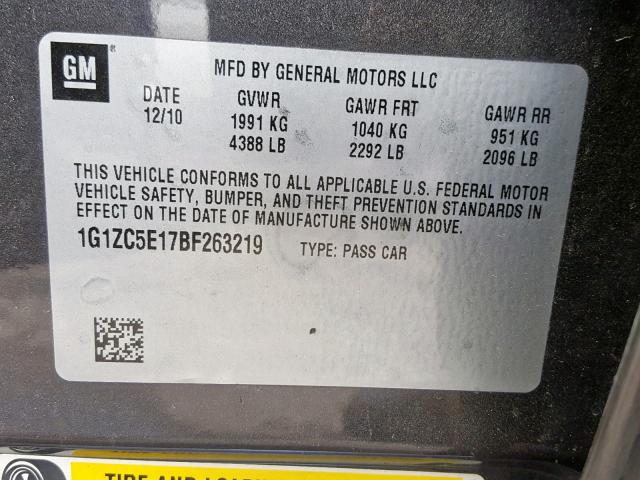 GM
MFD BY GENERAL MOTORS LLC
DATE GVWR GAWR FRT GAWR RR
12/10 1991 KG 1040 KG 951 KG
4388 LB 2292 LB 2096 LB
THIS VEHICLE CONFORMS TO ALL APPLICABLE U.S. FEDERAL MOTOR
VEHICLE SAFETY, BUMPER, AND THEFT PREVENTION STANDARDS IN
EFFECT ON THE DATE OF MANUFACTURE SHOWN ABOVE.
1G1ZC5E17BF263219 TYPE: PASS CAR
TIRE AND